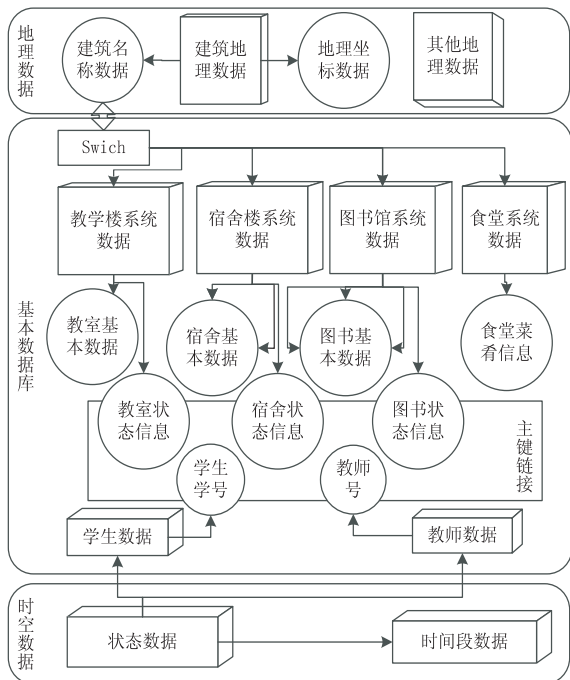 地理数据
建筑名
称数据
建筑地
理数据
地理坐
标数据
其他地
理数据
基本数据库
Swich
教学楼系统
数据
宿舍楼系统
数据
图书馆系统
数据
食堂系统
数据
教室基
本数据
宿舍基
本数据
图书基
本数据
食堂菜
肴信息
教室状
态信息
宿舍状
态信息
图书状
态信息
主键链接
学生
学号
教师
号
学生数据
教师数据
时空数据
状态数据
时间段数据